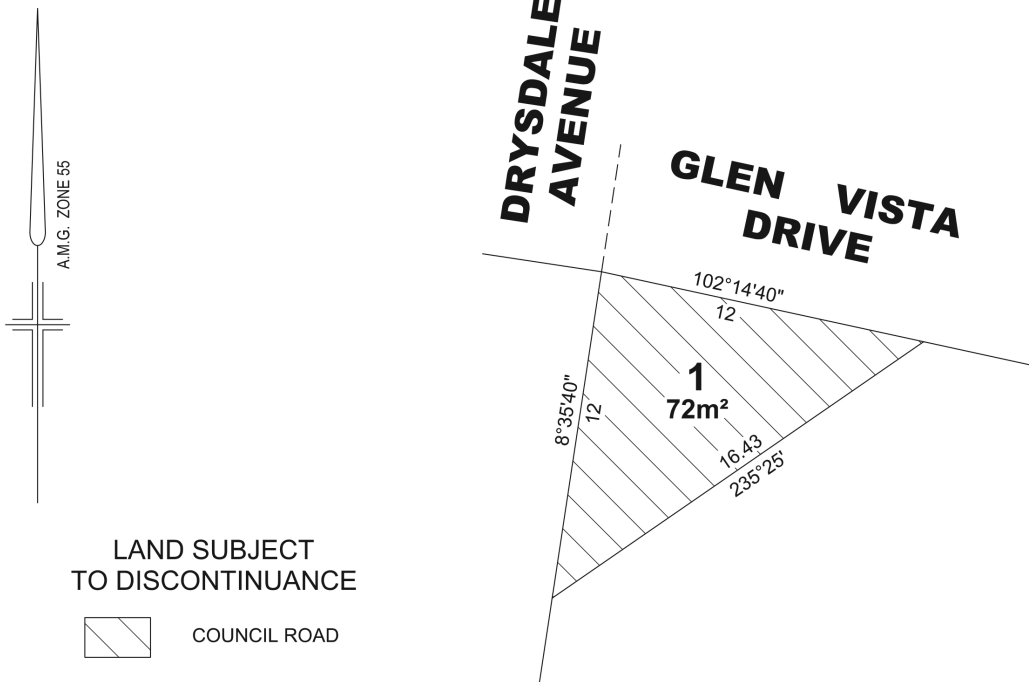 DRYSDALE
AVENUE
GLEN VISTA
DRIVE
A.M.G. ZONE 55
102°14'40"
12
1
72m²
8°35'40"
12
16.43
235°25'
LAND SUBJECT
TO DISCONTINUANCE
COUNCIL ROAD